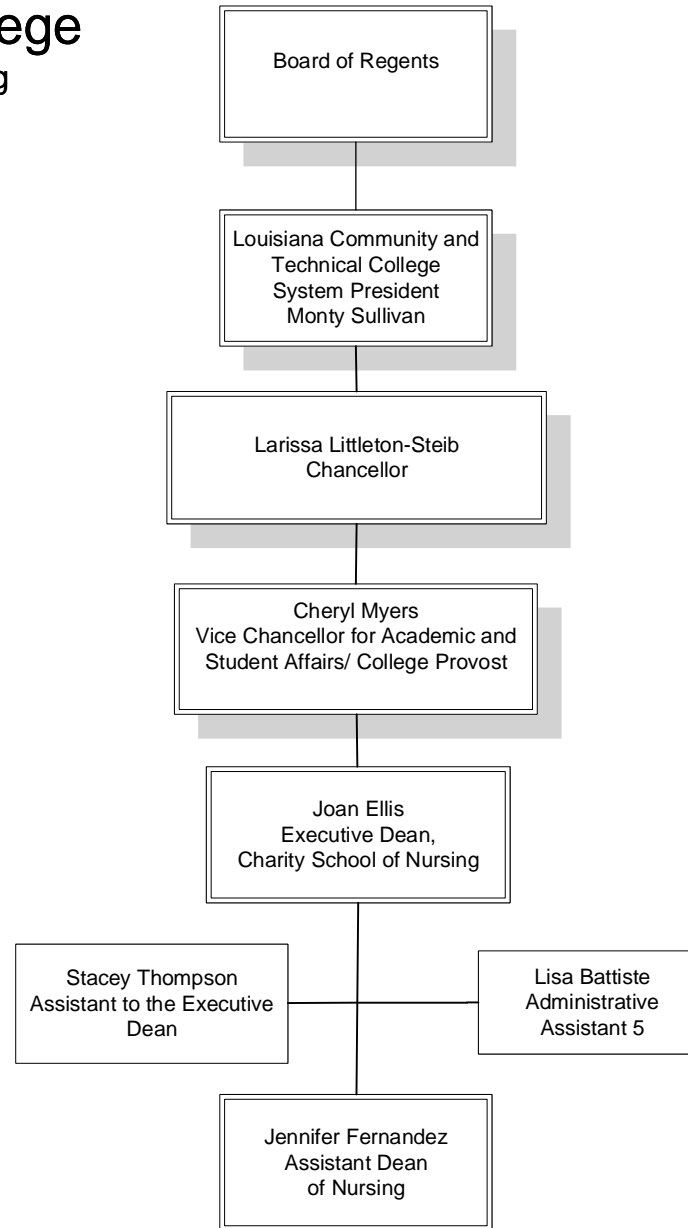 Board of Regents
Louisiana Community and
Technical College
System President
Monty Sullivan
Larissa Littleton-Steib
Chancellor
Cheryl Myers
Vice Chancellor for Academic and
Student Affairs/ College Provost
Joan Ellis
Executive Dean,
Charity School of Nursing
Stacey Thompson
Assistant to the Executive
Dean
Lisa Battiste
Administrative
Assistant 5
Jennifer Fernandez
Assistant Dean
of Nursing